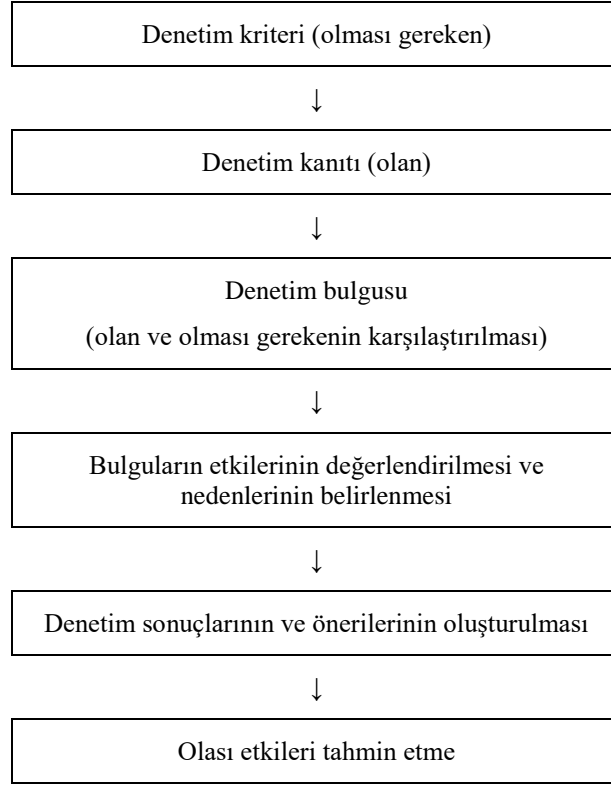 Denetim kriteri (olması gereken)
↓
Denetim kanıtı (olan)
↓
Denetim bulgusu
(olan ve olması gerekenin karşılaştırılması)
↓
Bulguların etkilerinin değerlendirilmesi ve
nedenlerinin belirlenmesi
↓
Denetim sonuçlarının ve önerilerinin oluşturulması
↓
Olası etkileri tahmin etme